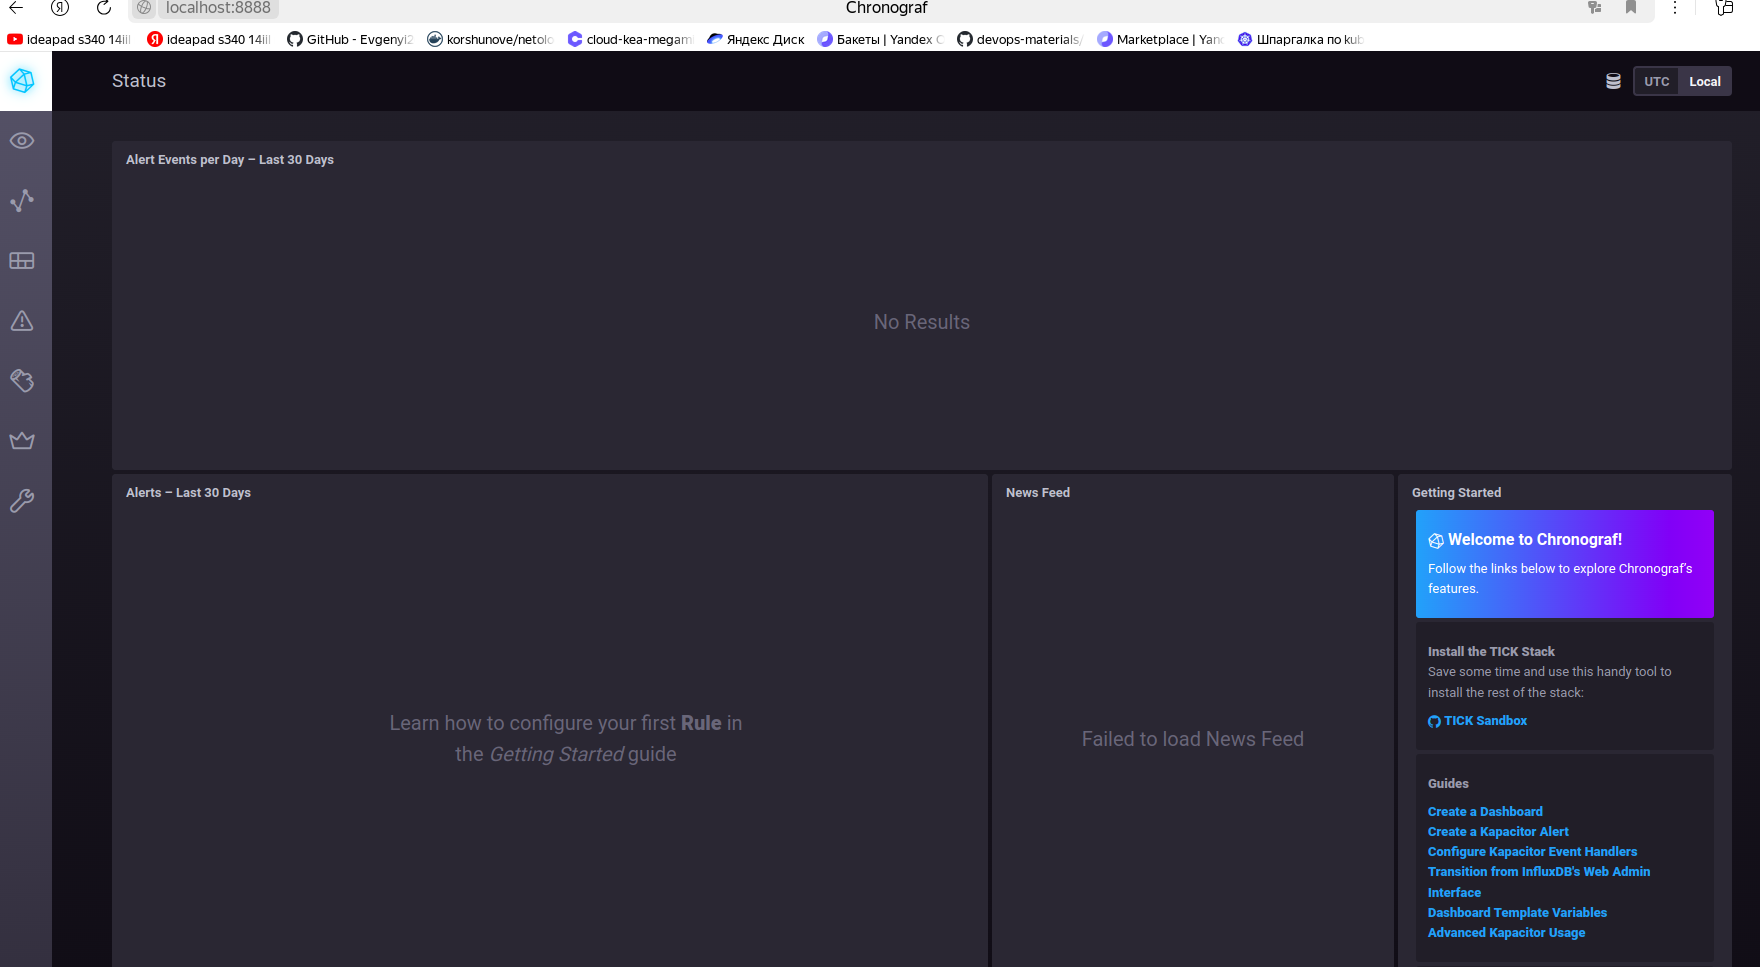 localhost:8888
Chronograf
ideapad s340 14iil
ideapad s340 14iil
GitHub - Evgenyi2
korshunove/netolo
cloud-kea-megami
Яндекс Диск
Бакеты | Yandex C
devops-materials/
Marketplace | Yan
Шпаргалка по kub
Status
UTC
Local
Alert Events per Day – Last 30 Days
No Results
Alerts – Last 30 Days
Learn how to configure your first Rule in
the Getting Started guide
News Feed
Failed to load News Feed
Getting Started
Welcome to Chronograf!
Follow the links below to explore Chronograf's
features.
Install the TICK Stack
Save some time and use this handy tool to
install the rest of the stack:
TICK Sandbox
Guides
Create a Dashboard
Create a Kapacitor Alert
Configure Kapacitor Event Handlers
Transition from InfluxDB's Web Admin
Interface
Dashboard Template Variables
Advanced Kapacitor Usage